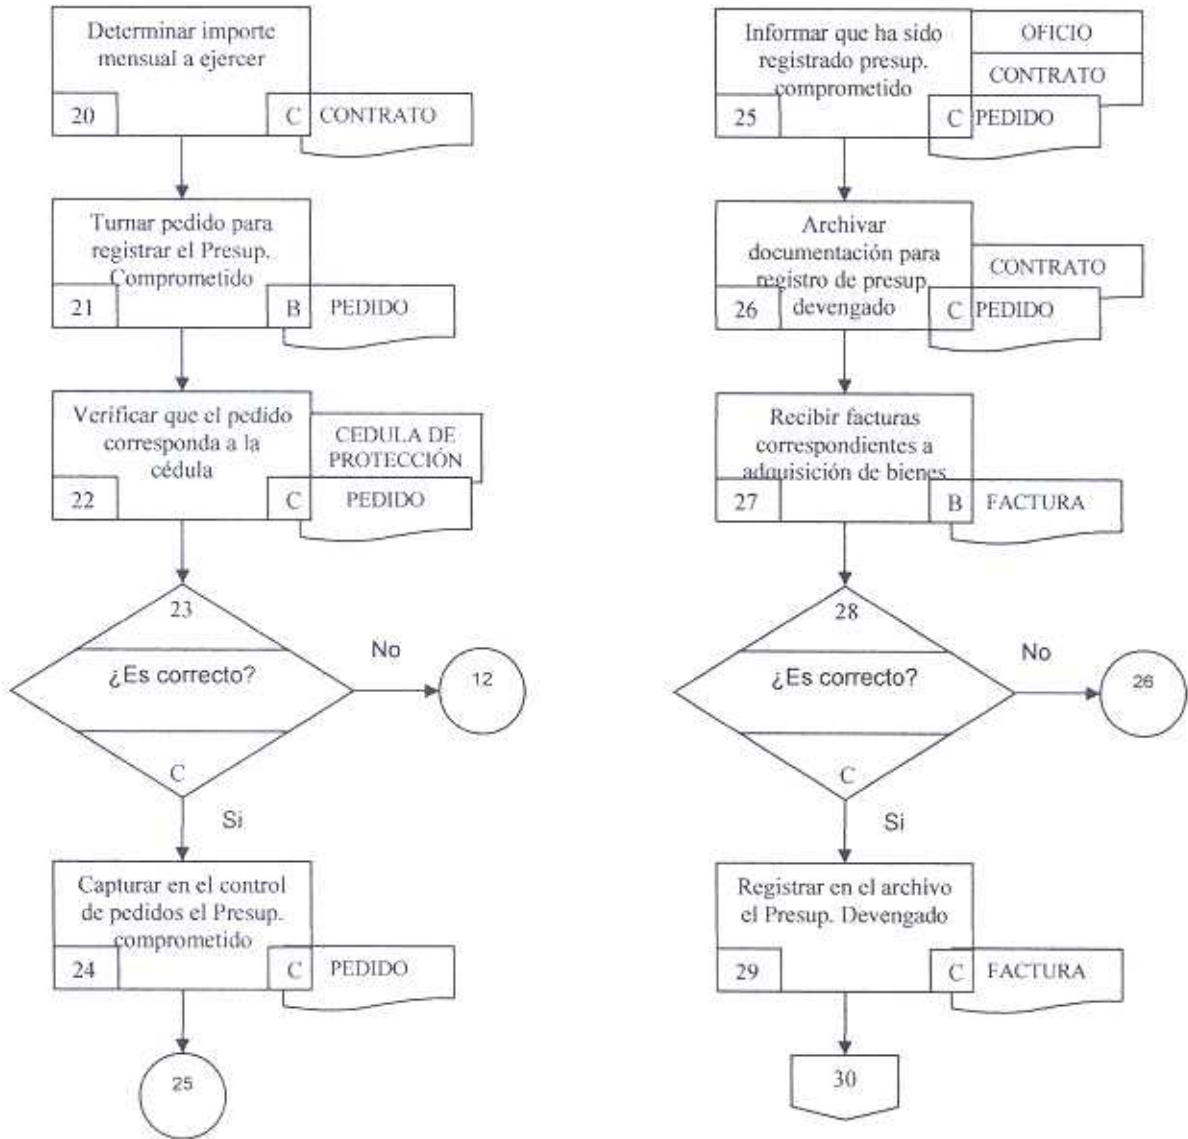 Determinar importe
mensual a ejercer
20
C
CONTRATO
Turnar pedido para
registrar el Presup.
Comprometido
21
B
PEDIDO
Verificar que el pedido
corresponda a la
cédula
CEDULA DE
PROTECCIÓN
22
C
PEDIDO
23
¿Es correcto?
C
No
12
Si
Capturar en el control
de pedidos el Presup.
comprometido
24
C
PEDIDO
25
Informar que ha sido
registrado presup.
comprometido
OFICIO
CONTRATO
25
C
PEDIDO
Archivar
documentación para
registro de presup.
devengado
CONTRATO
26
C
PEDIDO
Recibir facturas
correspondientes a
adquisición de bienes
27
B
FACTURA
28
¿Es correcto?
C
No
26
Si
Registrar en el archivo
el Presup. Devengado
29
C
FACTURA
30